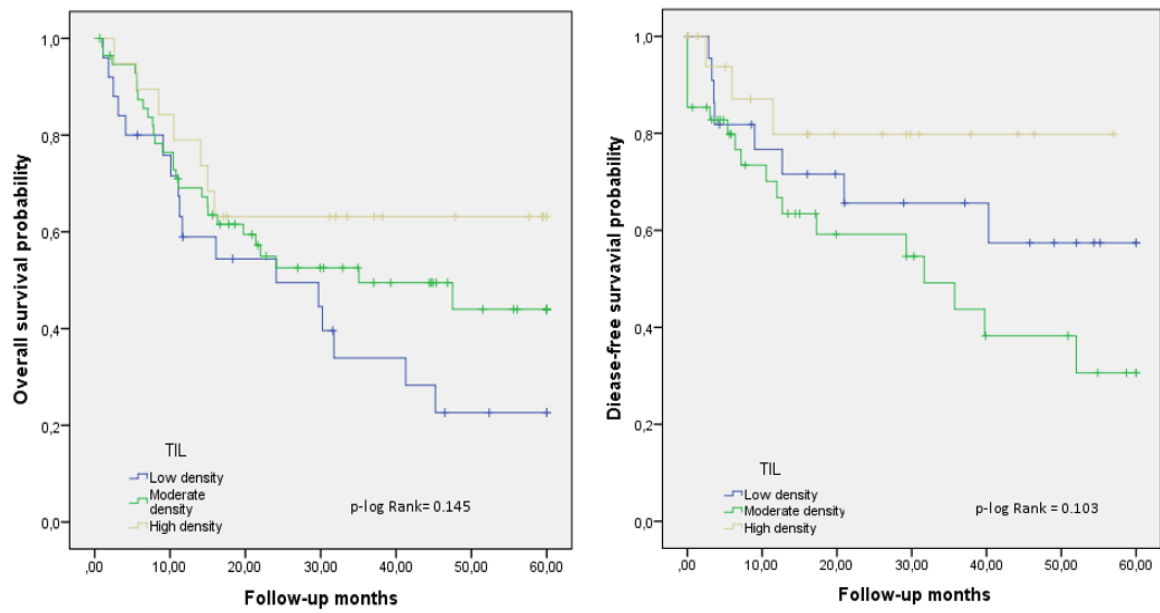 Overall survival probability
1,0
0,8
0,6
0,4
0,2
0,0
TIL
Low density
Moderate
density
High density
p-log Rank= 0.145
,00
10,00
20,00
30,00
40,00
50,00
60,00
Follow-up months
Diease-free survavial probability
1,0
0,8
0,6
0,4
0,2
0,0
TIL
Low density
Moderate density
High density
p-log Rank = 0.103
,00
10,00
20,00
30,00
40,00
50,00
60,00
Follow-up months